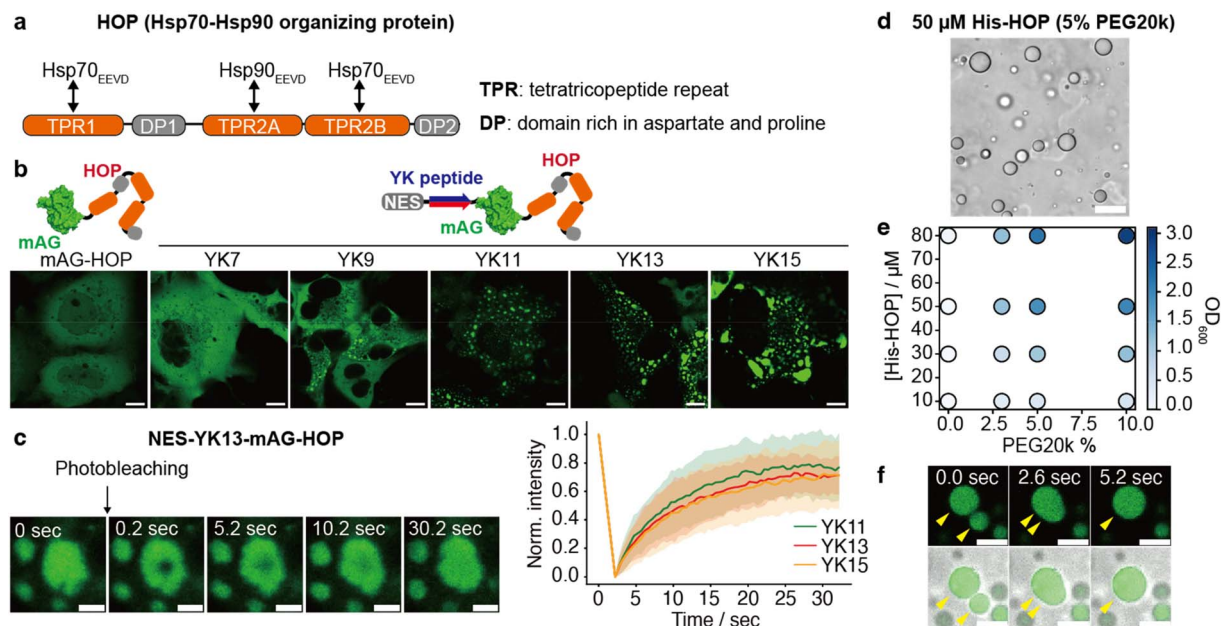 a HOP (Hsp70-Hsp90 organizing protein)
Hsp70EEVD Hsp90EEVD Hsp70EEVD
TPR1 DP1 TPR2A TPR2B DP2
TPR: tetratricopeptide repeat
DP: domain rich in aspartate and proline
b
HOP
mAG
YK peptide
HOP
NES
mAG
mAG-HOP YK7 YK9 YK11 YK13 YK15
c NES-YK13-mAG-HOP
Photobleaching
0 sec 0.2 sec 5.2 sec 10.2 sec 30.2 sec
Norm. intensity
1.0
0.8
0.6
0.4
0.2
0.0
YK11
YK13
YK15
0 5 10 15 20 25 30
Time / sec
d 50 µM His-HOP (5% PEG20k)
e
[His-HOP] / µM
80
70
60
50
40
30
20
10
0.0 2.5 5.0 7.5 10.0
PEG20k %
3.0
2.5
2.0
1.5
1.0
0.5
0.0
OD600
f
0.0 sec 2.6 sec 5.2 sec